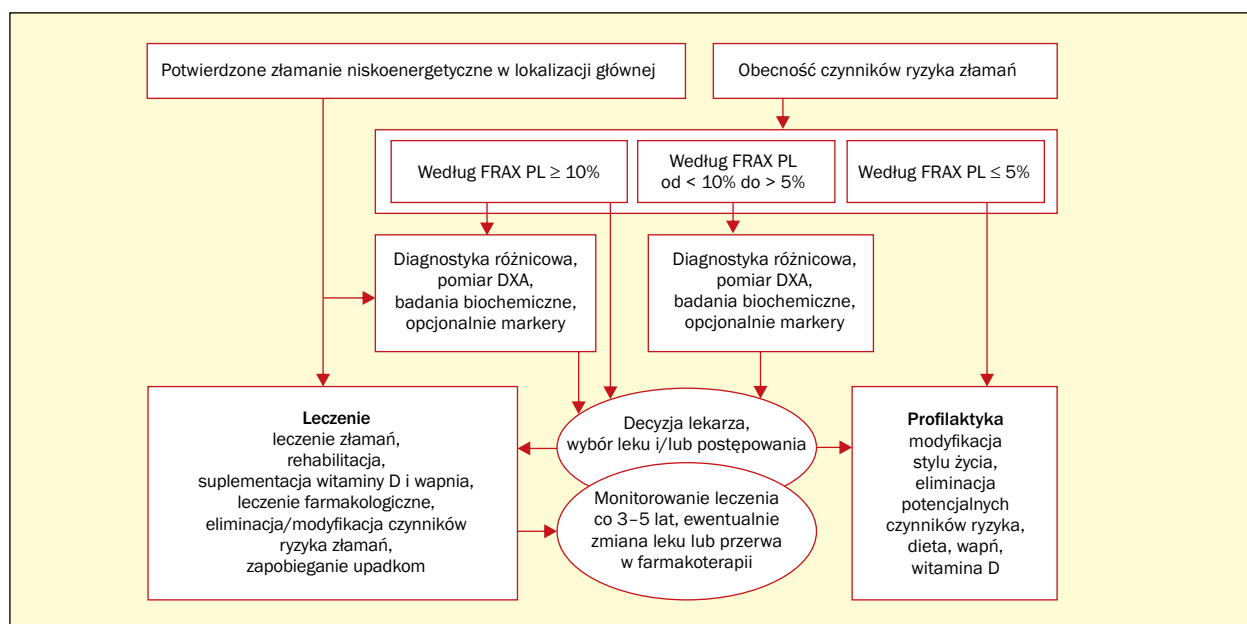 Potwierdzone złamanie niskoenergetyczne w lokalizacji głównej
Obecność czynników ryzyka złamań
Według FRAX PL ≥ 10%
Według FRAX PL
od < 10% do > 5%
Według FRAX PL ≤ 5%
Diagnostyka różnicowa,
pomiar DXA,
badania biochemiczne,
opcjonalnie markery
Diagnostyka różnicowa,
pomiar DXA,
badania biochemiczne,
opcjonalnie markery
Leczenie
leczenie złamań,
rehabilitacja,
suplementacja witaminy D i wapnia,
leczenie farmakologiczne,
eliminacja/modyfikacja czynników
ryzyka złamań,
zapobieganie upadkom
Decyzja lekarza,
wybór leku i/lub postępowania
Monitorowanie leczenia
co 3–5 lat, ewentualnie
zmiana leku lub przerwa
w farmakoterapii
Profilaktyka
modyfikacja
stylu życia,
eliminacja
potencjalnych
czynników ryzyka,
dieta, wapń,
witamina D